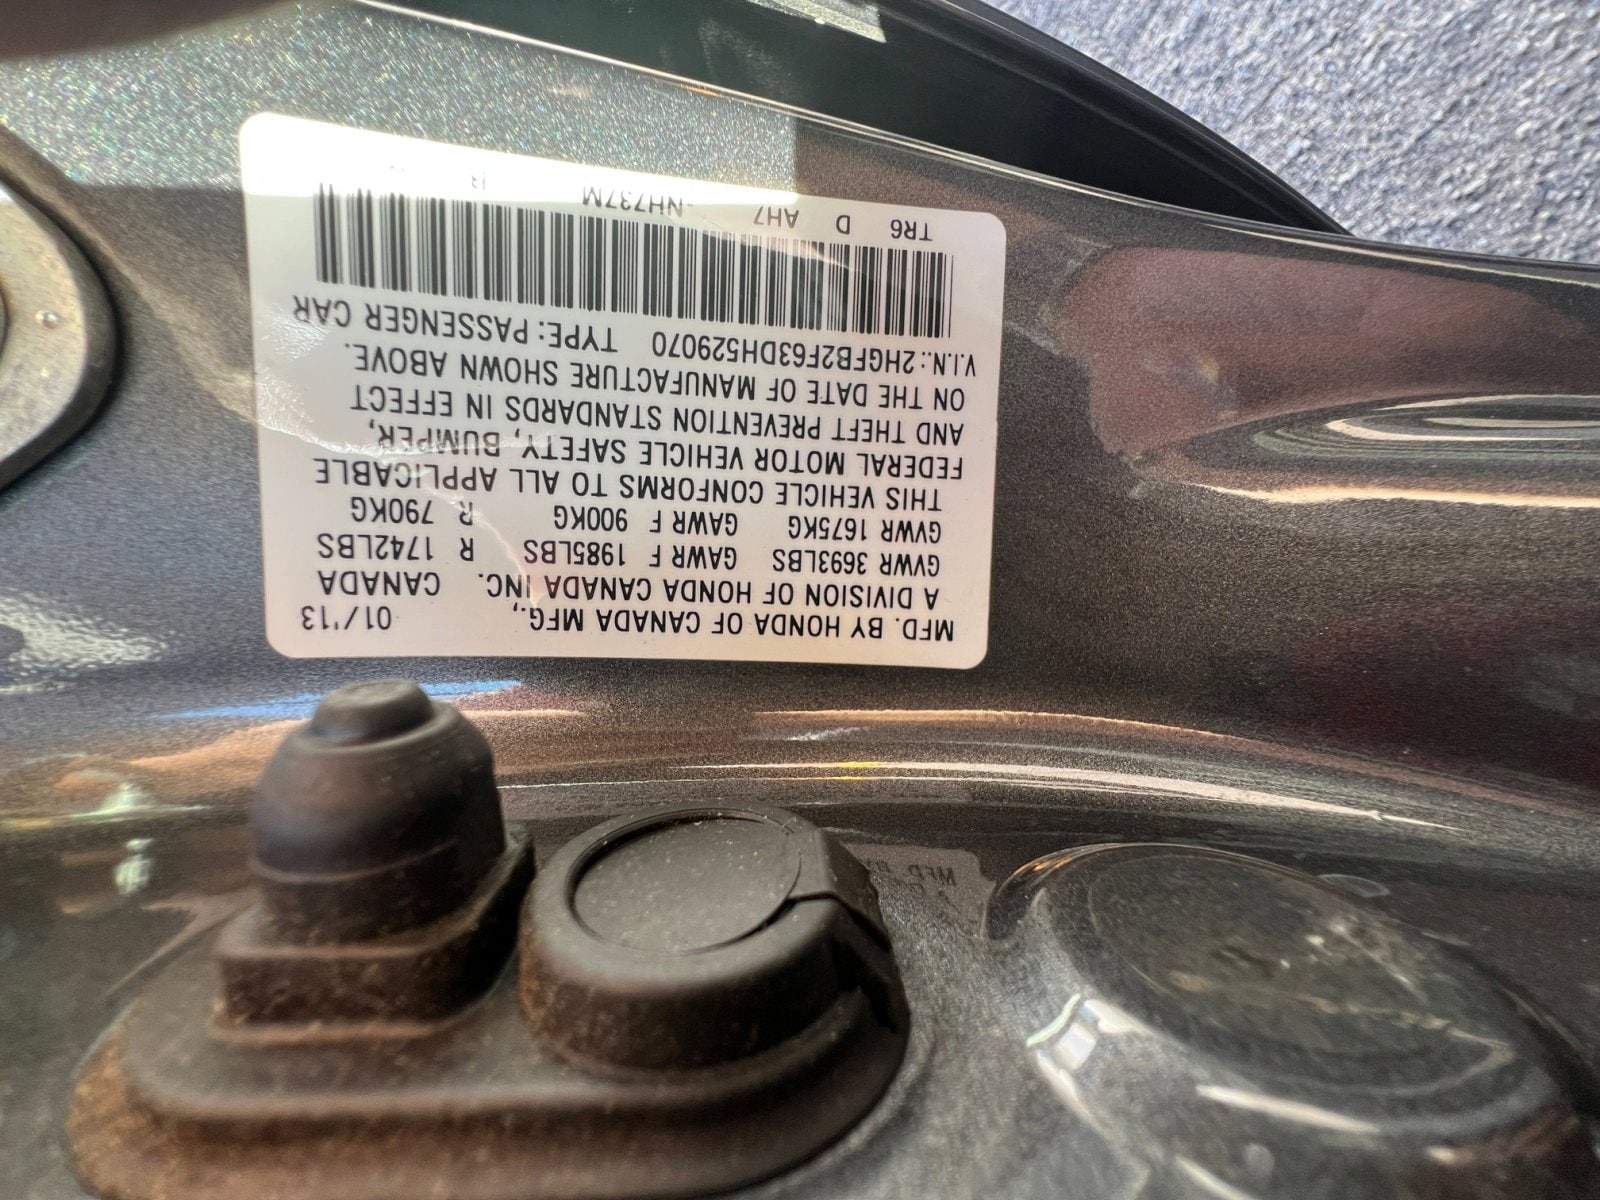 MFD. BY HONDA OF CANADA MFG., 01/'13
A DIVISION OF HONDA CANADA INC. CANADA
GVWR 3693LBS GAWR F 1985LBS R 1742LBS
GVWR 1675KG GAWR F 900KG R 790KG
THIS VEHICLE CONFORMS TO ALL APPLICABLE
FEDERAL MOTOR VEHICLE SAFETY, BUMPER,
AND THEFT PREVENTION STANDARDS IN EFFECT
ON THE DATE OF MANUFACTURE SHOWN ABOVE.
V.I.N.: 2HGFB2F63DH529070 TYPE: PASSENGER CAR
TR6 D AH7 -NH737M R